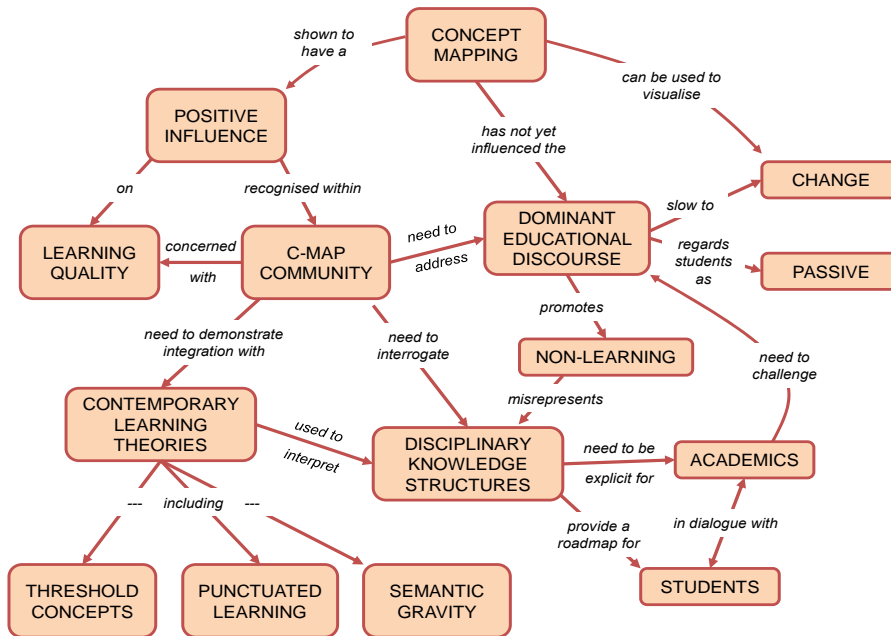 shown to
have a
CONCEPT
MAPPING
can be used to
visualise
POSITIVE
INFLUENCE
has not yet
influenced the
on
recognised within
CHANGE
slow to
LEARNING
QUALITY
concerned
with
C-MAP
COMMUNITY
need to
address
DOMINANT
EDUCATIONAL
DISCOURSE
regards
students
as
PASSIVE
need to demonstrate
integration with
need to
interrogate
promotes
NON-LEARNING
need to
challenge
misrepresents
CONTEMPORARY
LEARNING
THEORIES
used to
interpret
DISCIPLINARY
KNOWLEDGE
STRUCTURES
need to be
explicit for
ACADEMICS
--- including ---
provide a
roadmap for
in dialogue with
THRESHOLD
CONCEPTS
PUNCTUATED
LEARNING
SEMANTIC
GRAVITY
STUDENTS